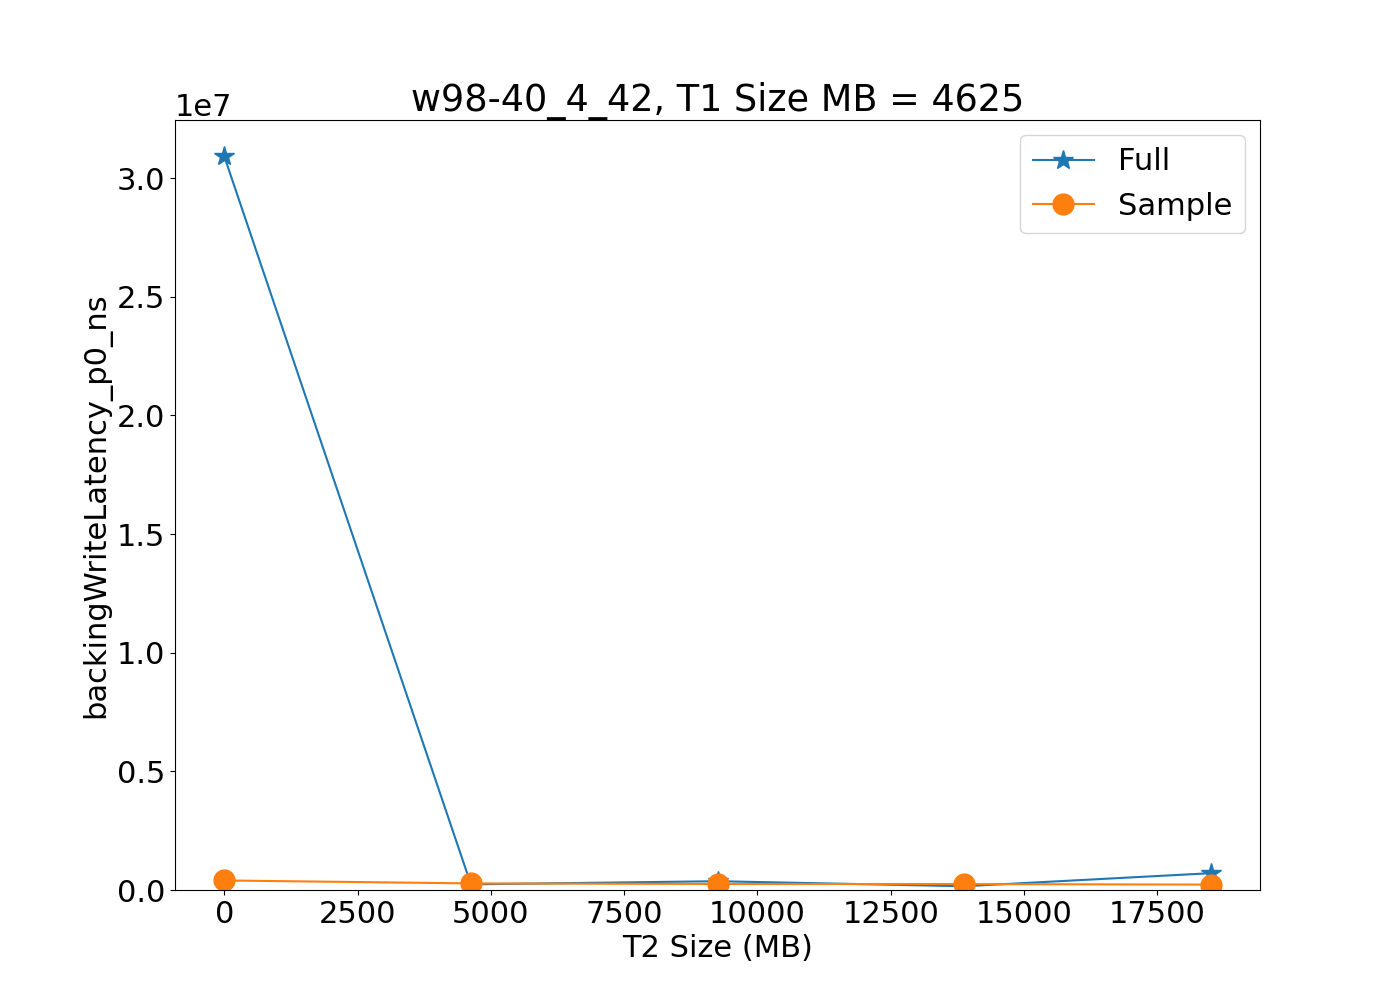 w98-40_4_42, T1 Size MB = 4625
1e7
Full
Sample
3.0
2.5
2.0
1.5
1.0
0.5
0.0
backingWriteLatency_p0_ns
0 2500 5000 7500 10000 12500 15000 17500
T2 Size (MB)